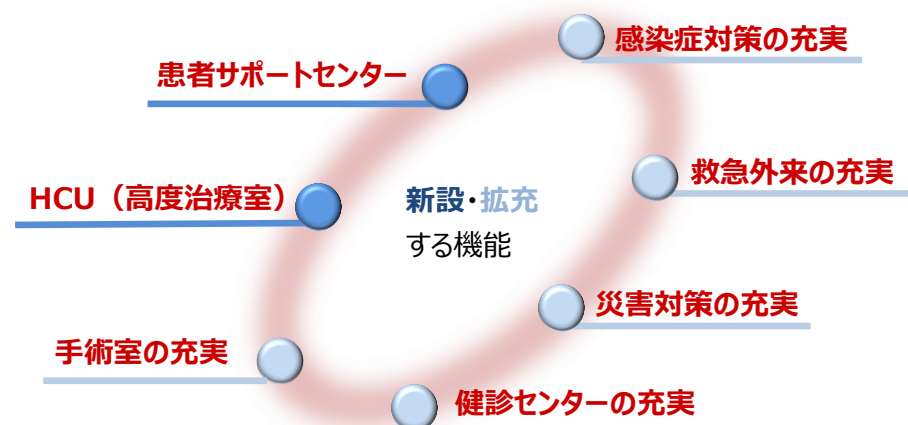 感染症対策の充実
患者サポートセンター
救急外来の充実
HCU（高度治療室）
新設・拡充
する機能
災害対策の充実
手術室の充実
健診センターの充実